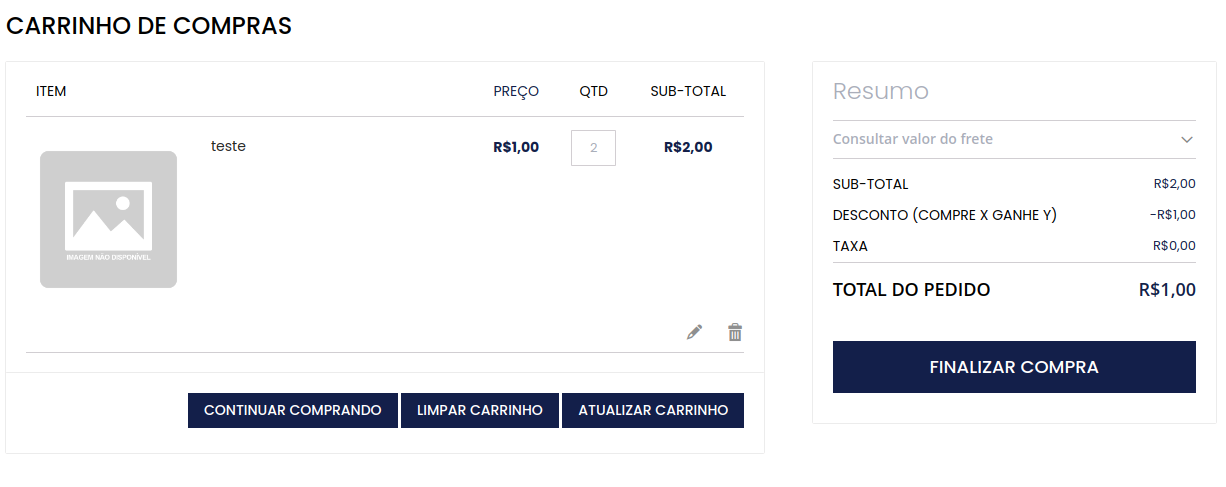 CARRINHO DE COMPRAS
ITEM PREÇO QTD SUB-TOTAL
teste R$1,00 2 R$2,00
IMAGEM NÃO DISPONÍVEL
CONTINUAR COMPRANDO LIMPAR CARRINHO ATUALIZAR CARRINHO
Resumo
Consultar valor do frete
SUB-TOTAL R$2,00
DESCONTO (COMPRE X GANHE Y) -R$1,00
TAXA R$0,00
TOTAL DO PEDIDO R$1,00
FINALIZAR COMPRA